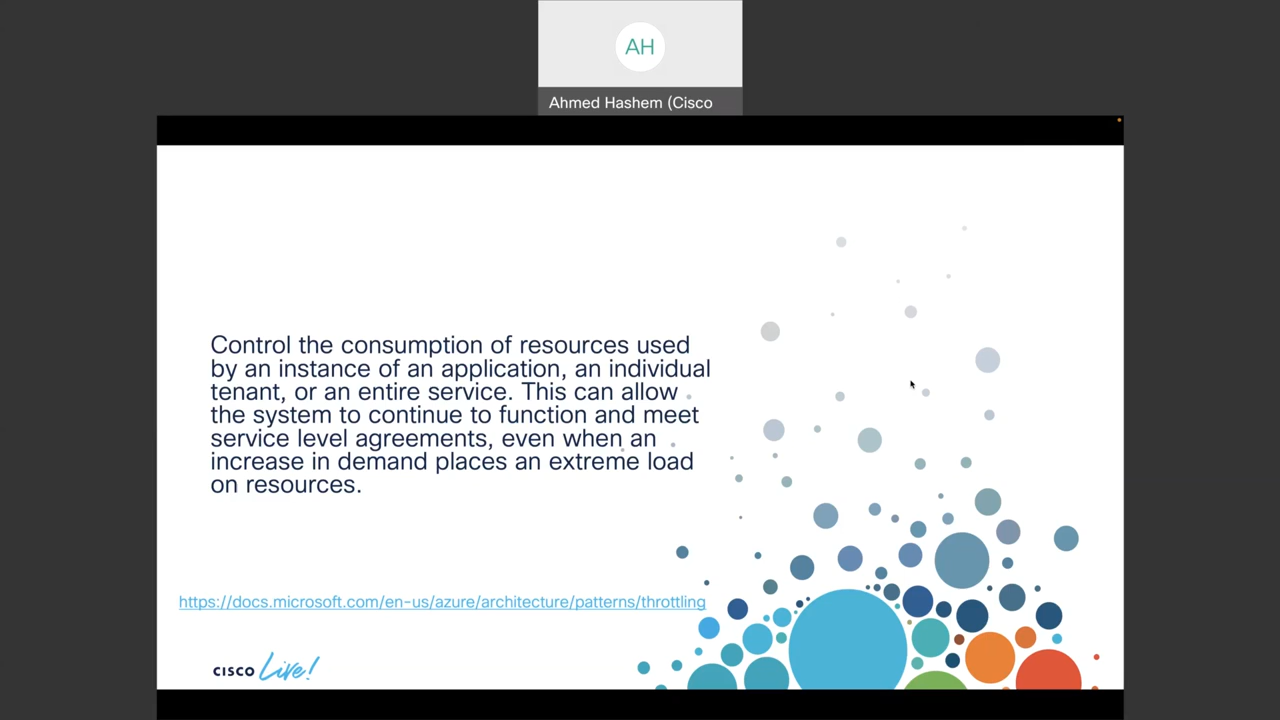 AH
Ahmed Hashem (Cisco
Control the consumption of resources used
by an instance of an application, an individual
tenant, or an entire service. This can allow
the system to continue to function and meet
service level agreements, even when an
increase in demand places an extreme load
on resources.
https://docs.microsoft.com/en-us/azure/architecture/patterns/throttling
CISCO Live!